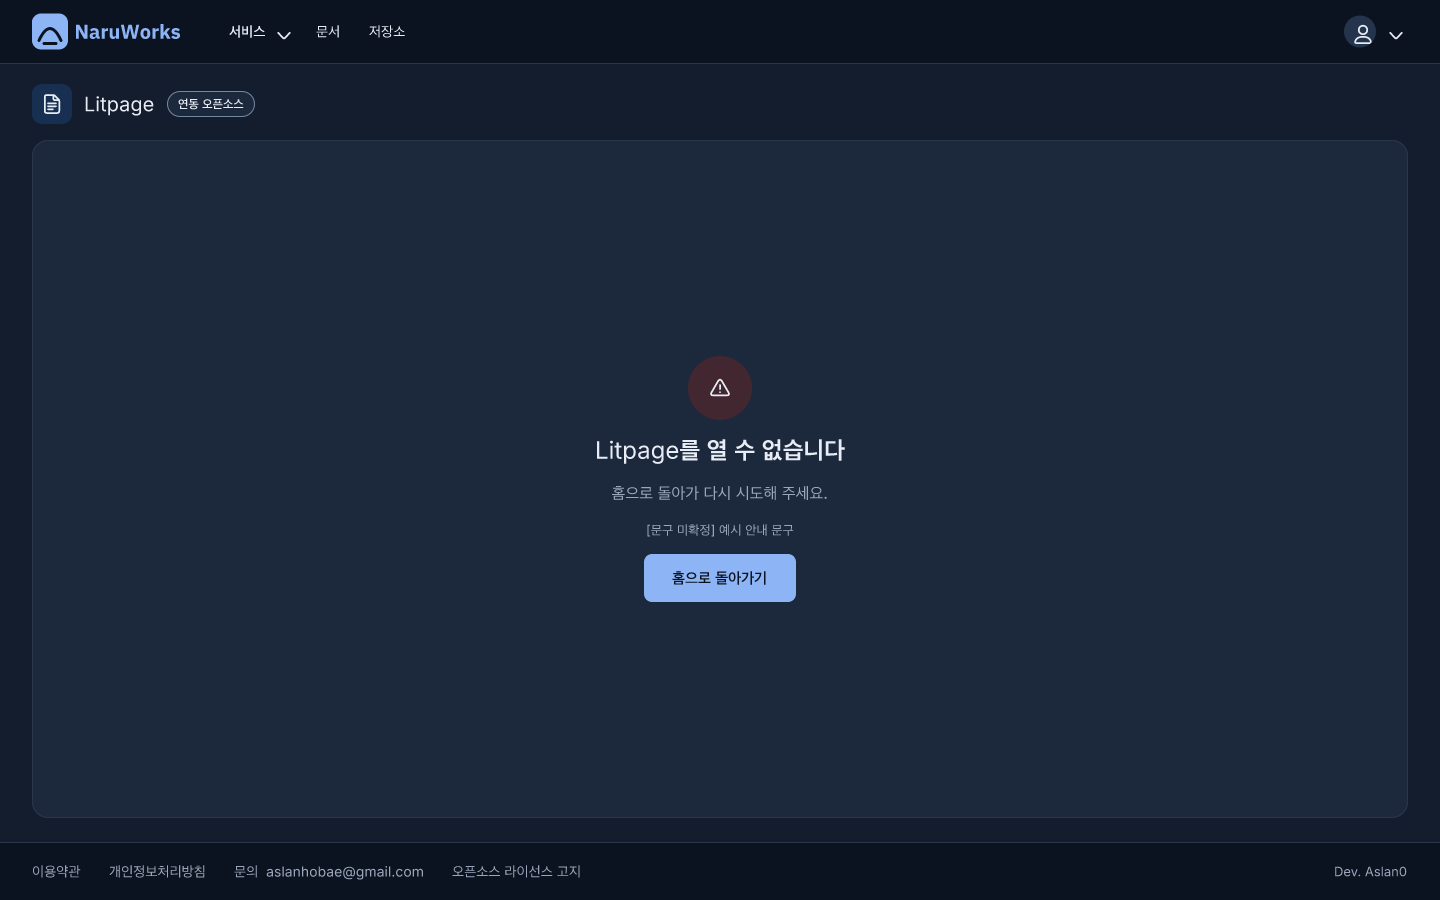 NaruWorks 서비스 문서 저장소
Litpage 연동 오픈소스
Litpage를 열 수 없습니다
홈으로 돌아가 다시 시도해 주세요.
[문구 미확정] 예시 안내 문구
홈으로 돌아가기
이용약관 개인정보처리방침 문의 aslanhobae@gmail.com 오픈소스 라이선스 고지 Dev. Aslan0